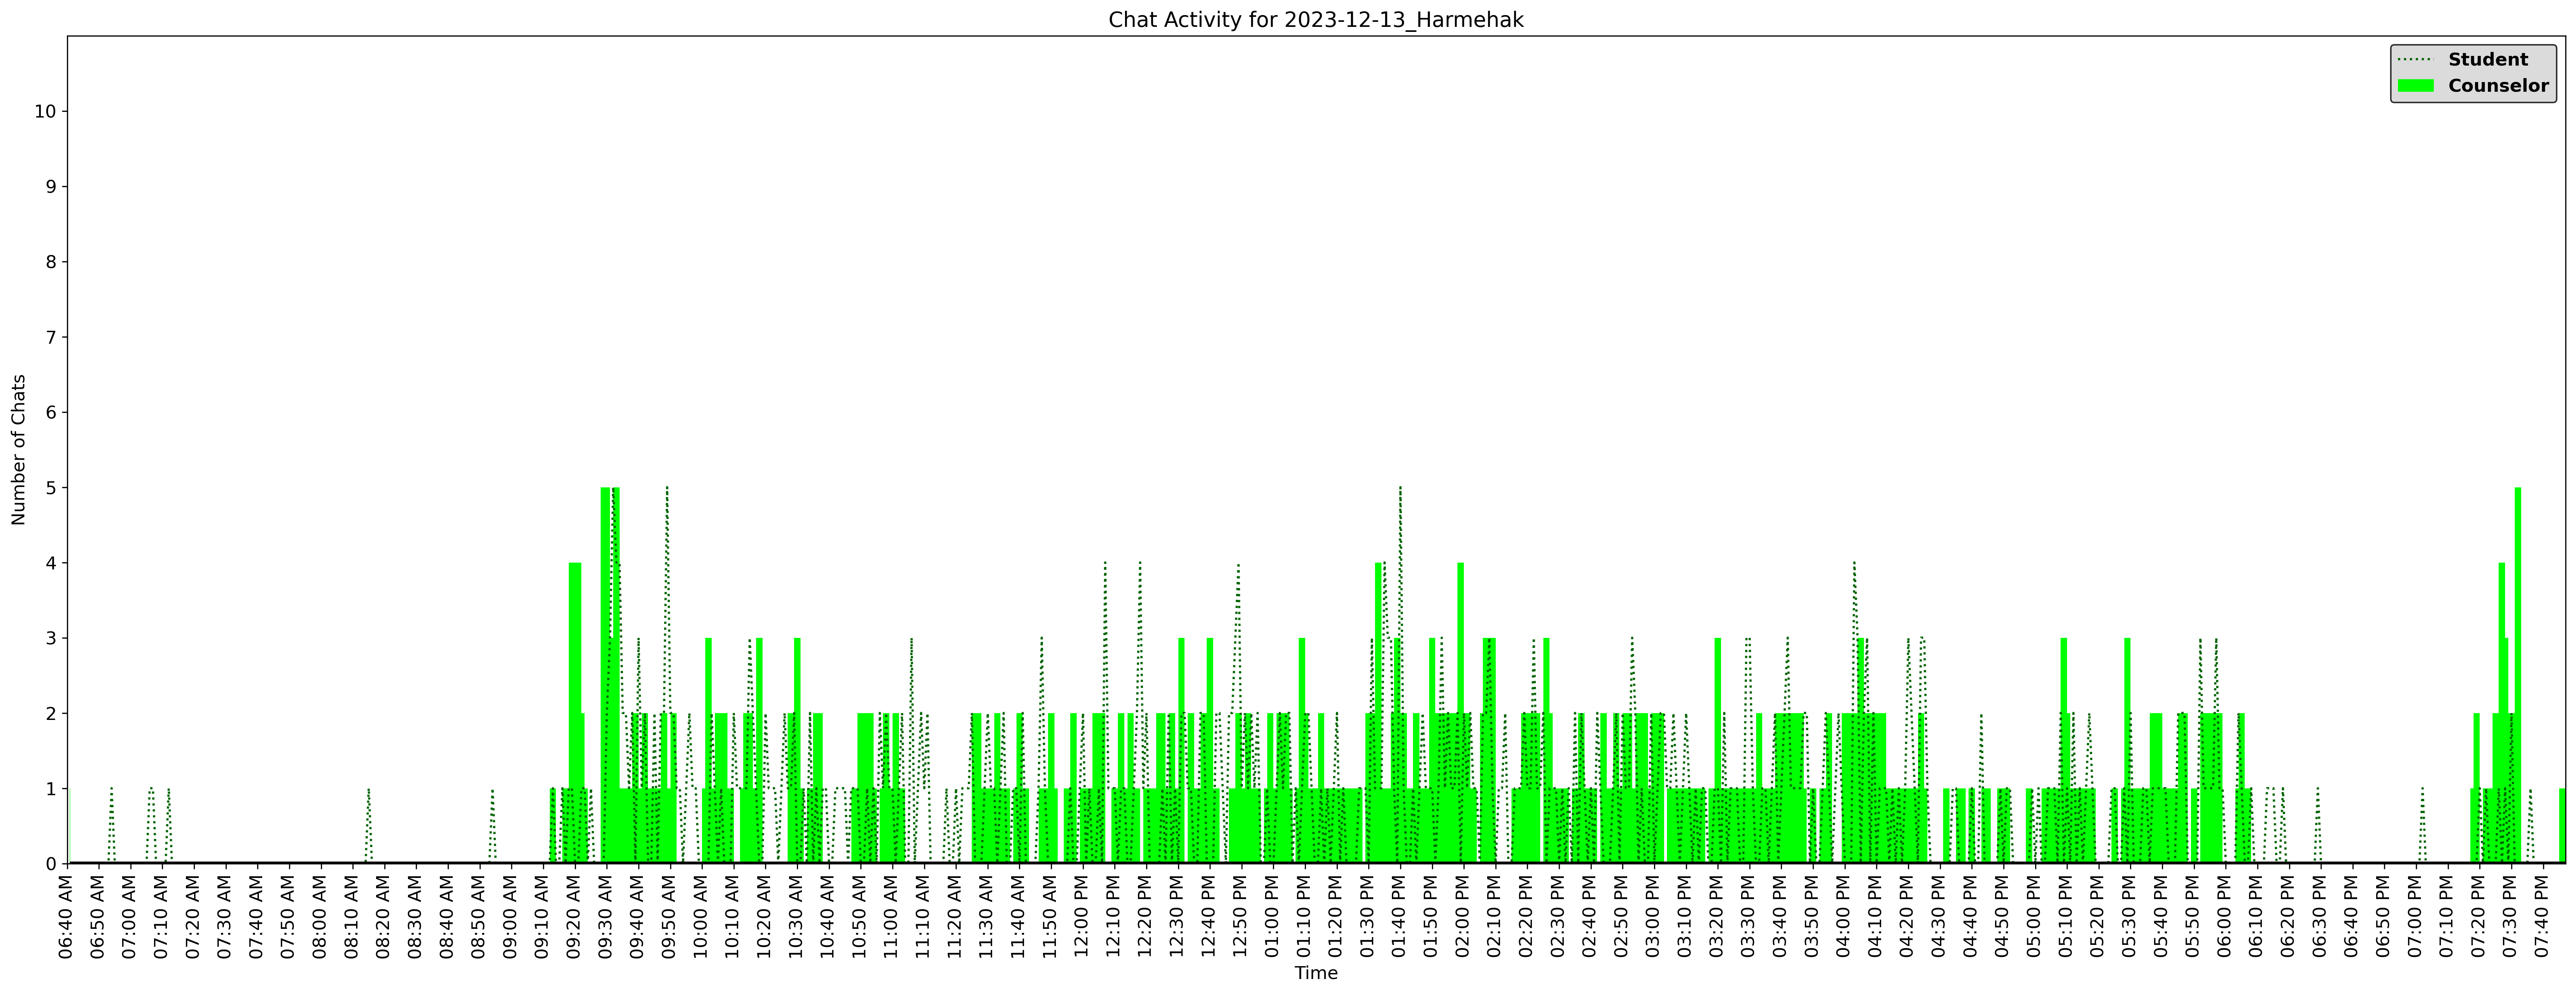 Chat Activity for 2023-12-13_Harmehak
Student
Counselor
Number of Chats
10
9
8
7
6
5
4
3
2
1
0
06:40 AM
06:50 AM
07:00 AM
07:10 AM
07:20 AM
07:30 AM
07:40 AM
07:50 AM
08:00 AM
08:10 AM
08:20 AM
08:30 AM
08:40 AM
08:50 AM
09:00 AM
09:10 AM
09:20 AM
09:30 AM
09:40 AM
09:50 AM
10:00 AM
10:10 AM
10:20 AM
10:30 AM
10:40 AM
10:50 AM
11:00 AM
11:10 AM
11:20 AM
11:30 AM
11:40 AM
11:50 AM
12:00 PM
12:10 PM
12:20 PM
12:30 PM
12:40 PM
12:50 PM
01:00 PM
01:10 PM
01:20 PM
01:30 PM
01:40 PM
01:50 PM
02:00 PM
02:10 PM
02:20 PM
02:30 PM
02:40 PM
02:50 PM
03:00 PM
03:10 PM
03:20 PM
03:30 PM
03:40 PM
03:50 PM
04:00 PM
04:10 PM
04:20 PM
04:30 PM
04:40 PM
04:50 PM
05:00 PM
05:10 PM
05:20 PM
05:30 PM
05:40 PM
05:50 PM
06:00 PM
06:10 PM
06:20 PM
06:30 PM
06:40 PM
06:50 PM
07:00 PM
07:10 PM
07:20 PM
07:30 PM
07:40 PM
Time